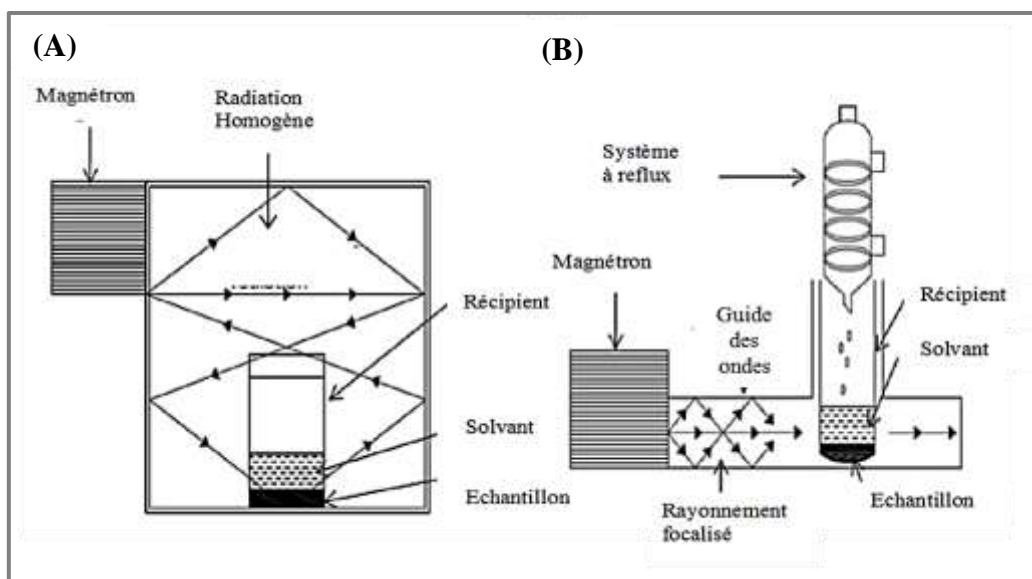 (A)
Magnétron
Radiation
Homogène
Récipient
Solvant
Echantillon
(B)
Système
à reflux
Magnétron
Guide
des
ondes
Récipient
Solvant
Rayonnement
focalisé
Echantillon